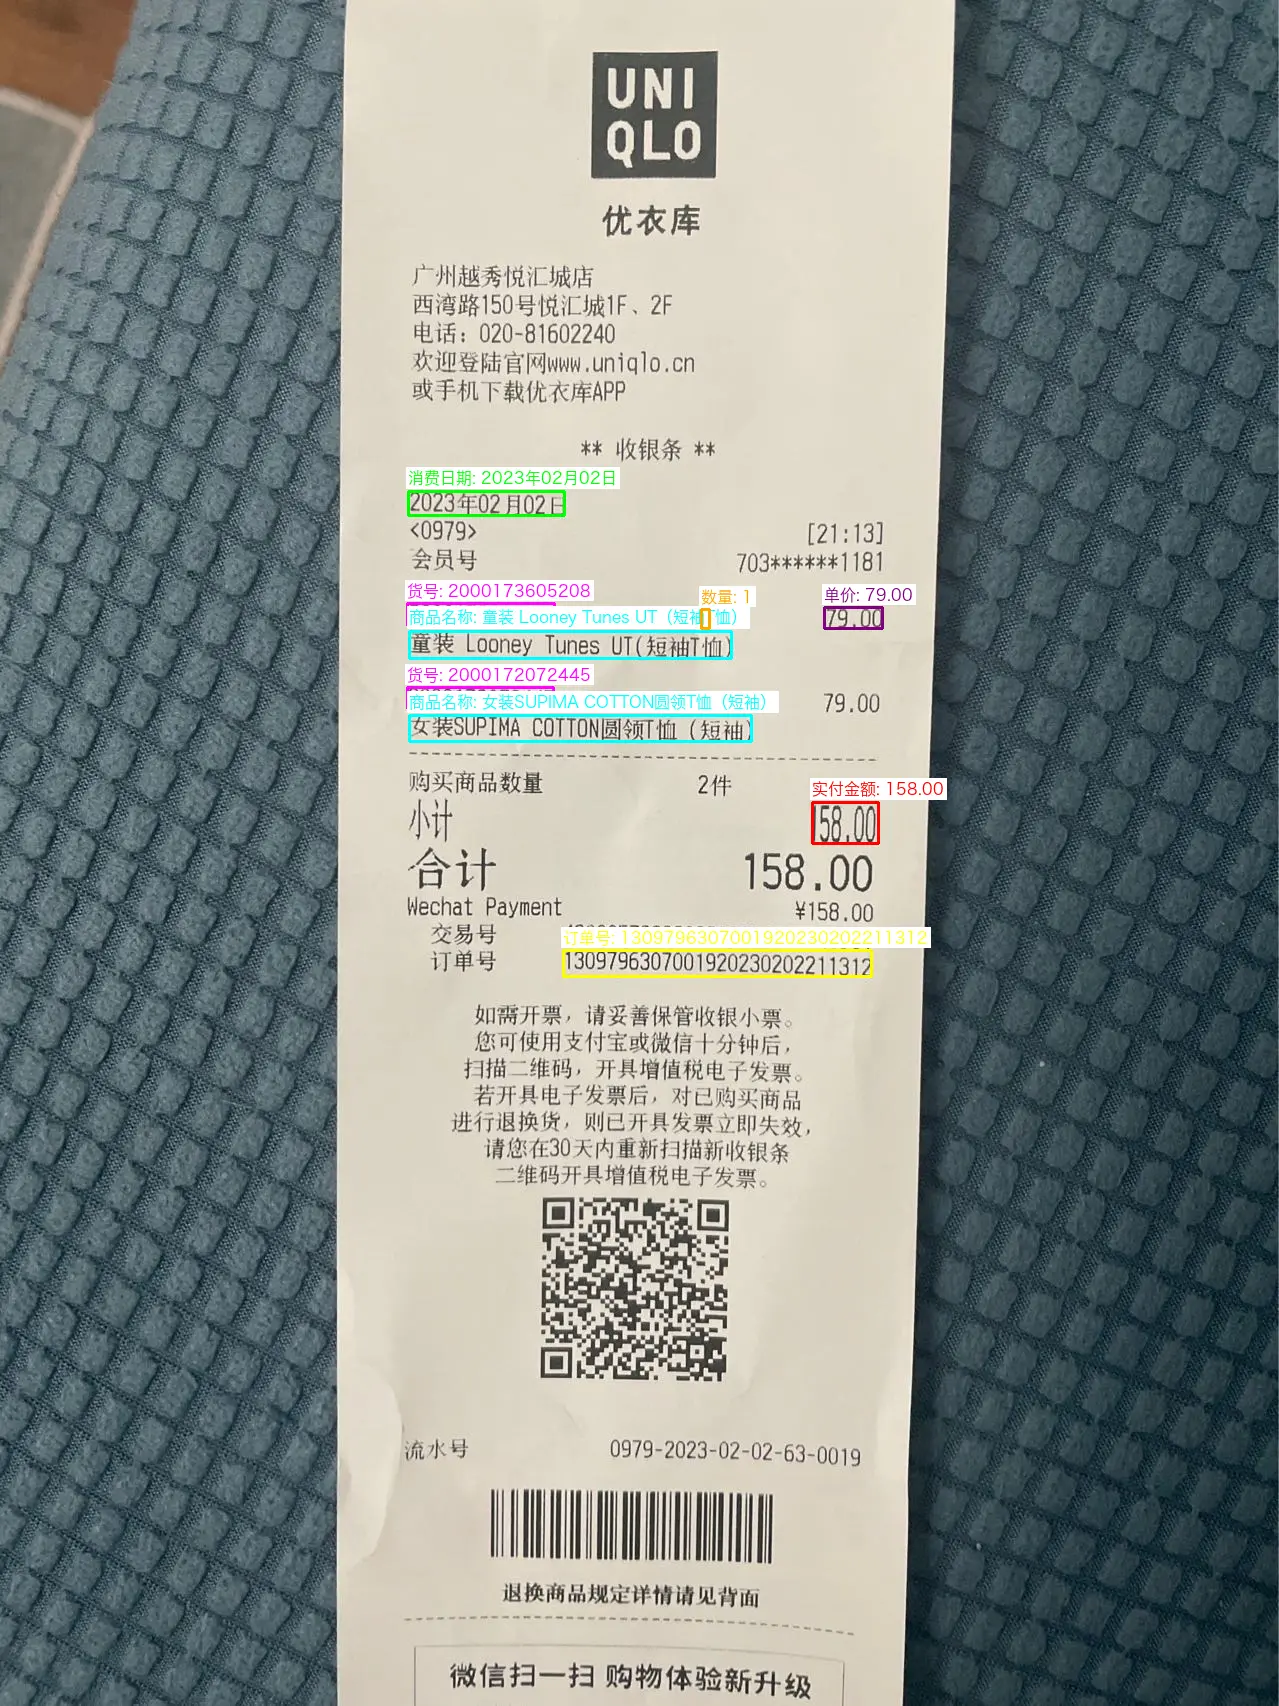 UNI
QLO
优衣库
广州越秀悦汇城店
西湾路150号悦汇城1F、2F
电话：020-81602240
欢迎登陆官网www.uniqlo.cn
或手机下载优衣库APP
** 收银条 **
消费日期: 2023年02月02日
2023年02月02日
<0979> [21:13]
会员号 703******1181
货号: 2000173605208 数量: 1 单价: 79.00
商品名称: 童装 Looney Tunes UT（短袖T恤） 79.00
童装 Looney Tunes UT(短袖T恤)
货号: 2000172072445
商品名称: 女装SUPIMA COTTON圆领T恤（短袖） 79.00
女装SUPIMA COTTON圆领T恤（短袖）
购买商品数量 2件 实付金额: 158.00
小计 158.00
合计 158.00
Wechat Payment ¥158.00
交易号 订单号: 1309796307001920230202211312
订单号 1309796307001920230202211312
如需开票，请妥善保管收银小票。
您可使用支付宝或微信十分钟后，
扫描二维码，开具增值税电子发票。
若开具电子发票后，对已购买商品
进行退换货，则已开具发票立即失效，
请您在30天内重新扫描新收银条
二维码开具增值税电子发票。
流水号 0979-2023-02-02-63-0019
退换商品规定详情请见背面
微信扫一扫 购物体验新升级